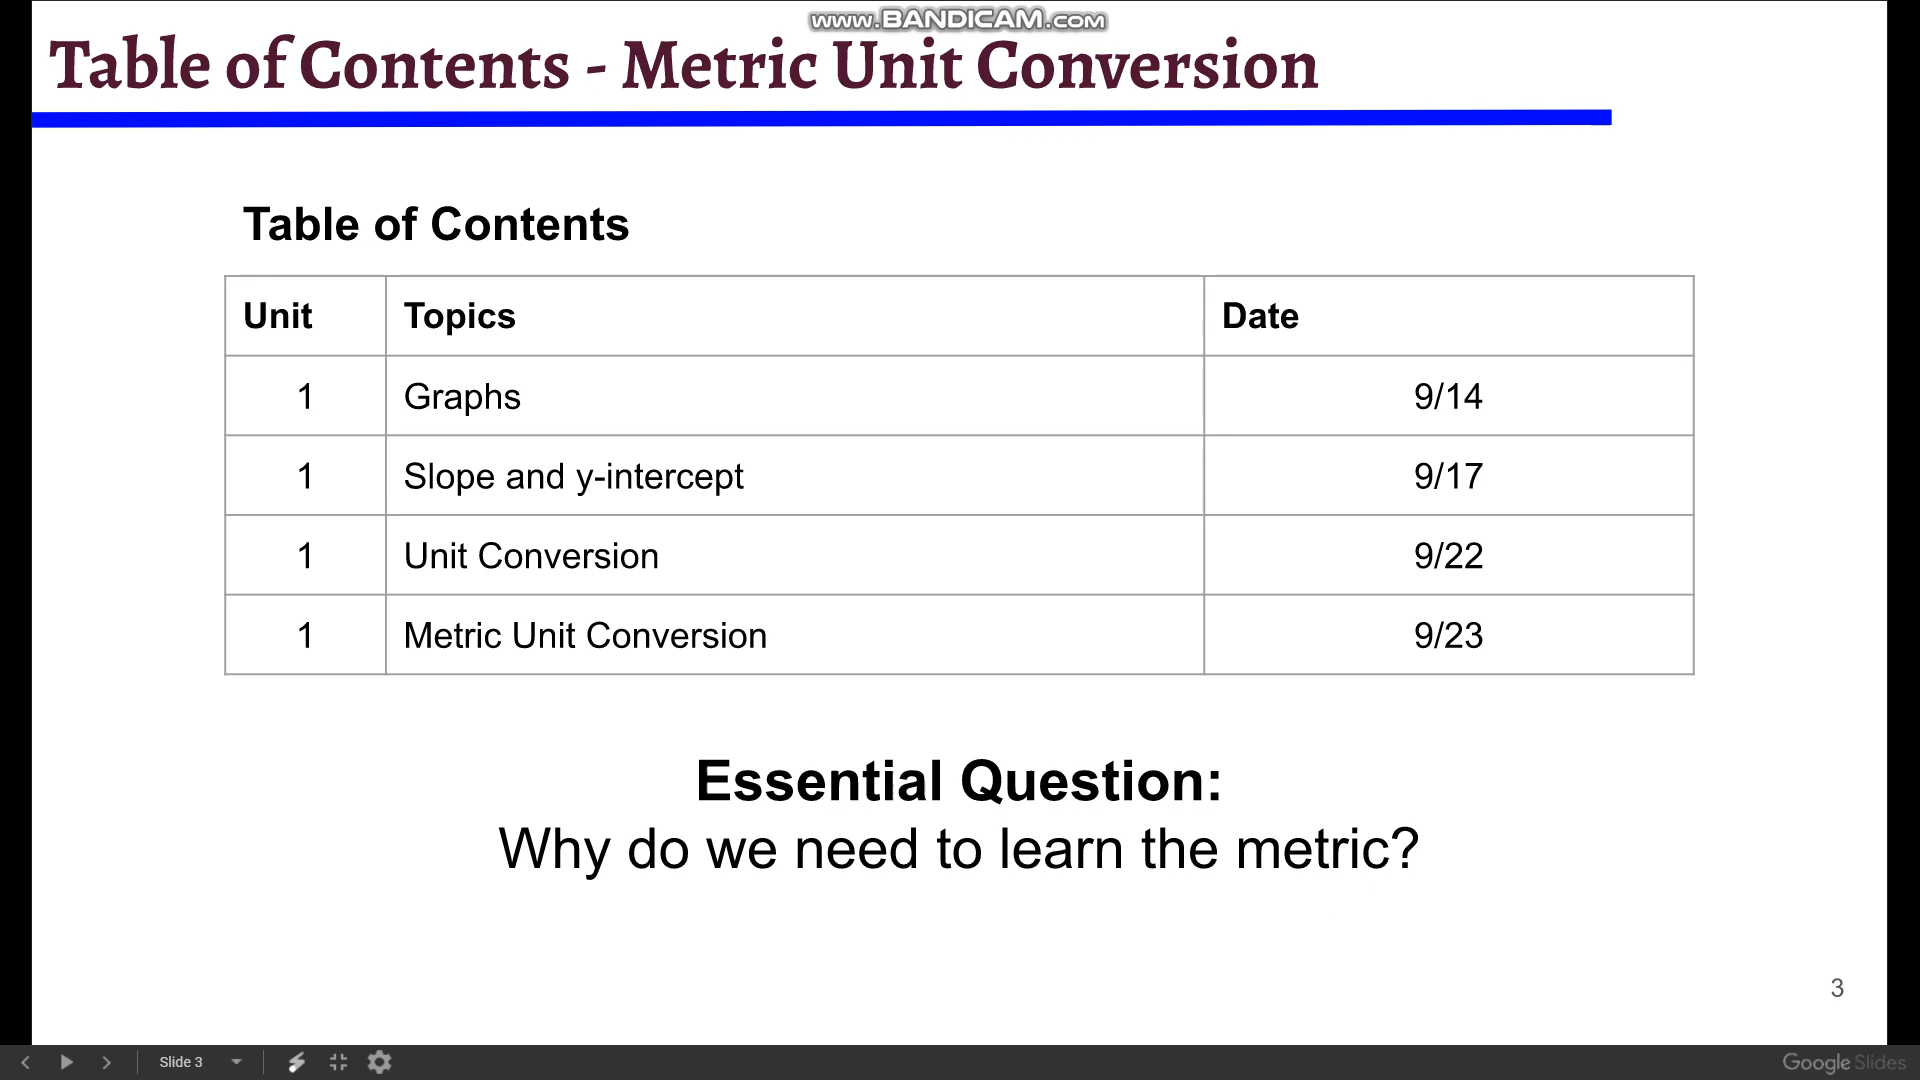 www.BANDICAM.com
Table of Contents - Metric Unit Conversion
Table of Contents
Unit Topics Date
1 Graphs 9/14
1 Slope and y-intercept 9/17
1 Unit Conversion 9/22
1 Metric Unit Conversion 9/23
Essential Question:
Why do we need to learn the metric?
3
Slide 3
Google Slides